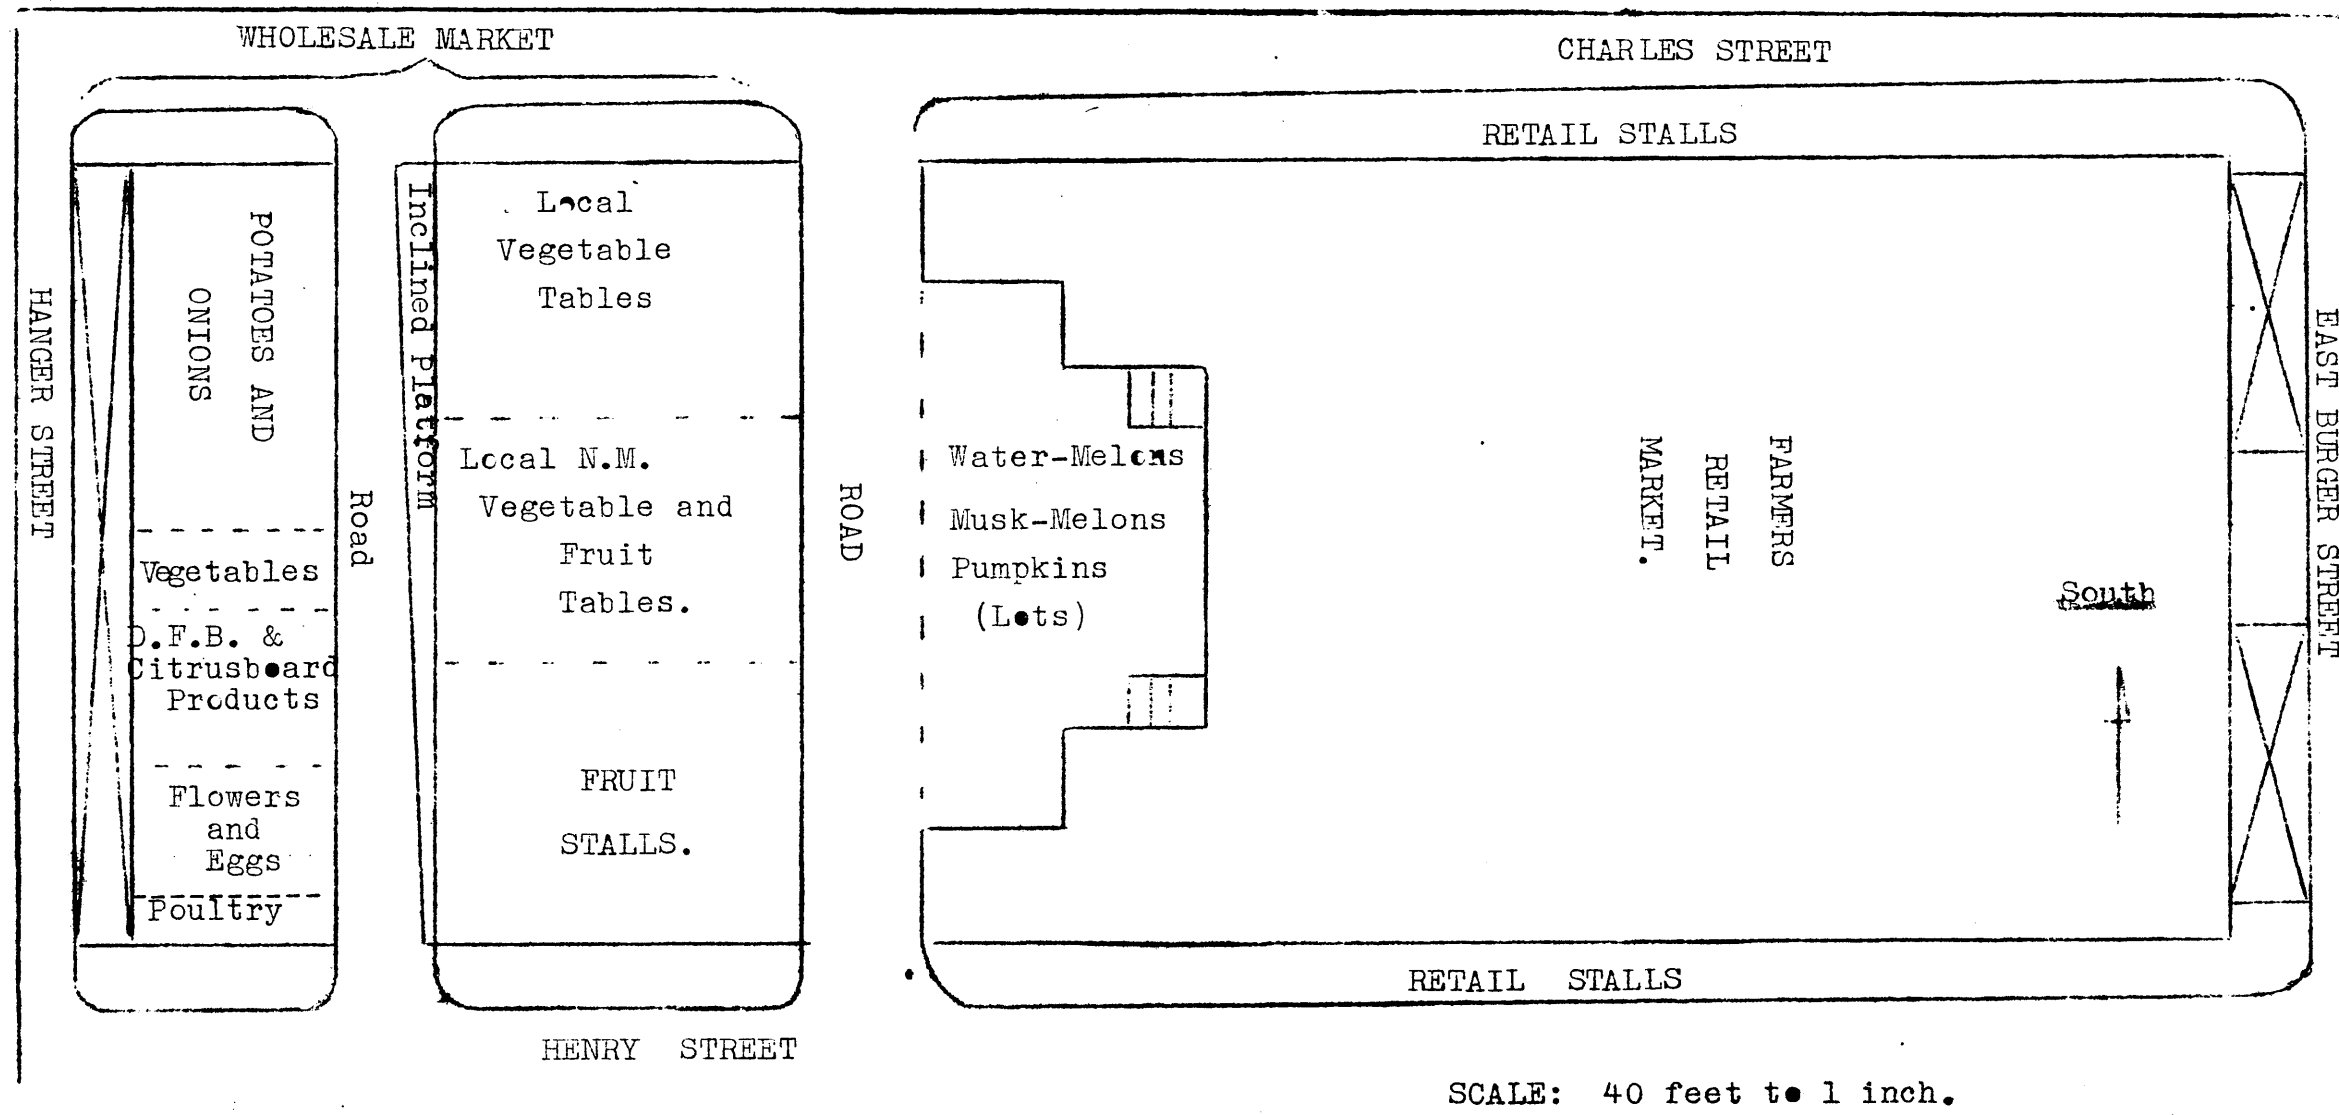 WHOLESALE MARKET
CHARLES STREET
RETAIL STALLS
HANGER STREET
POTATOES AND
ONIONS
Vegetables
D.F.B. &
Citrusboard
Products
Flowers
and
Eggs
Poultry
Road
Inclined Platform
Local
Vegetable
Tables
Local N.M.
Vegetable and
Fruit
Tables.
FRUIT
STALLS.
ROAD
Water-Melons
Musk-Melons
Pumpkins
(Lots)
FARMERS
RETAIL
MARKET.
South
EAST BURGER STREET
RETAIL STALLS
HENRY STREET
SCALE: 40 feet to 1 inch.